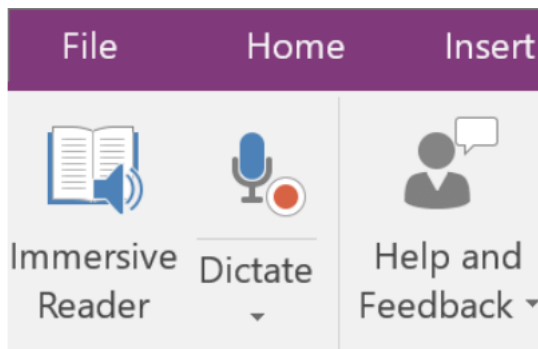 File Home Insert
Immersive
Reader
Dictate
Help and
Feedback